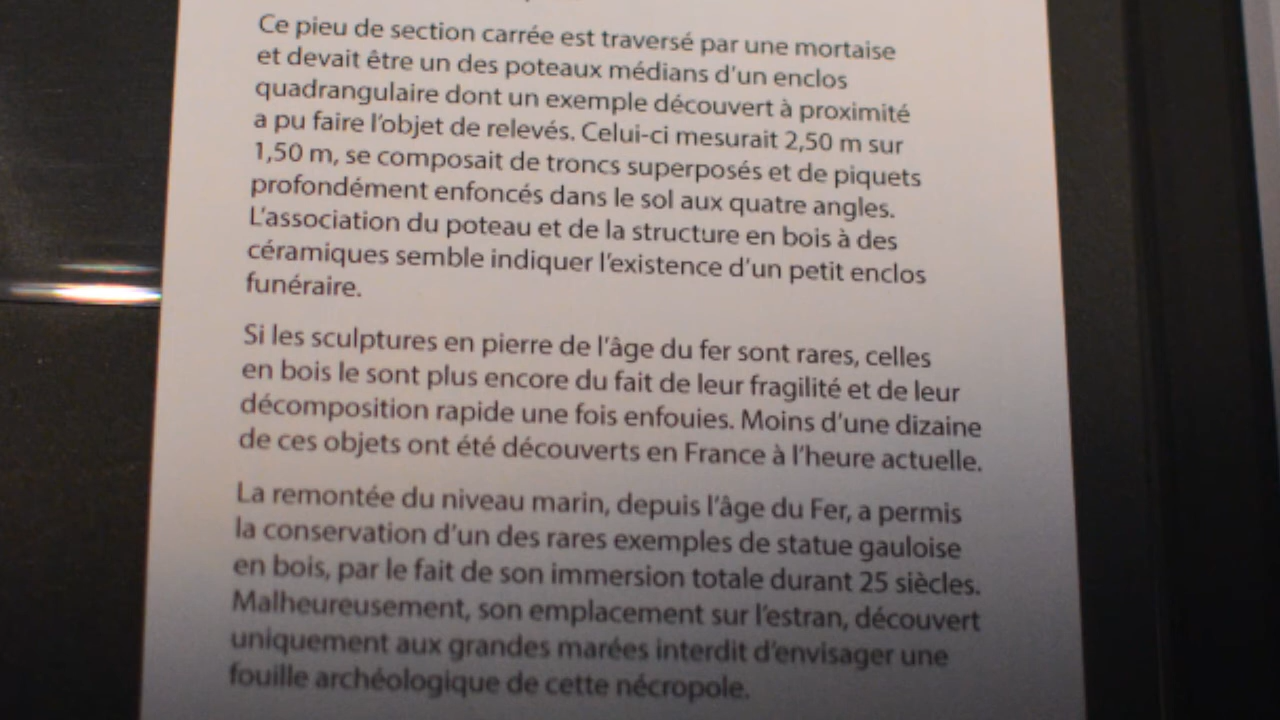 Ce pieu de section carrée est traversé par une mortaise
et devait être un des poteaux médians d'un enclos
quadrangulaire dont un exemple découvert à proximité
a pu faire l'objet de relevés. Celui-ci mesurait 2,50 m sur
1,50 m, se composait de troncs superposés et de piquets
profondément enfoncés dans le sol aux quatre angles.
L'association du poteau et de la structure en bois à des
céramiques semble indiquer l'existence d'un petit enclos
funéraire.
Si les sculptures en pierre de l'âge du fer sont rares, celles
en bois le sont plus encore du fait de leur fragilité et de leur
décomposition rapide une fois enfouies. Moins d'une dizaine
de ces objets ont été découverts en France à l'heure actuelle.
La remontée du niveau marin, depuis l'âge du Fer, a permis
la conservation d'un des rares exemples de statue gauloise
en bois, par le fait de son immersion totale durant 25 siècles.
Malheureusement, son emplacement sur l'estran, découvert
uniquement aux grandes marées interdit d'envisager une
fouille archéologique de cette nécropole.